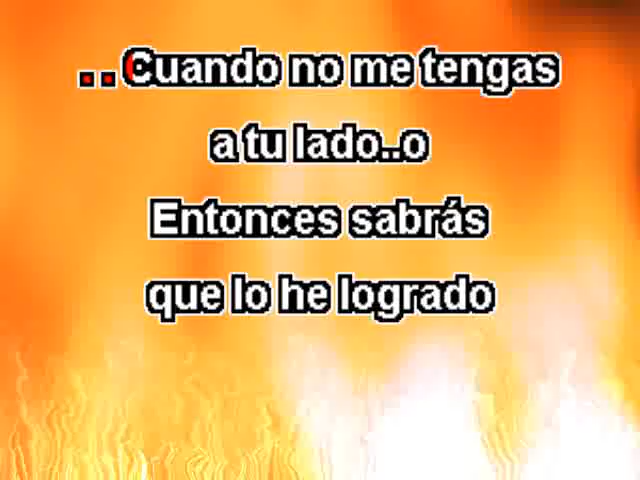 ..Cuando no me tengas
a tu lado..o
Entonces sabrás
que lo he logrado